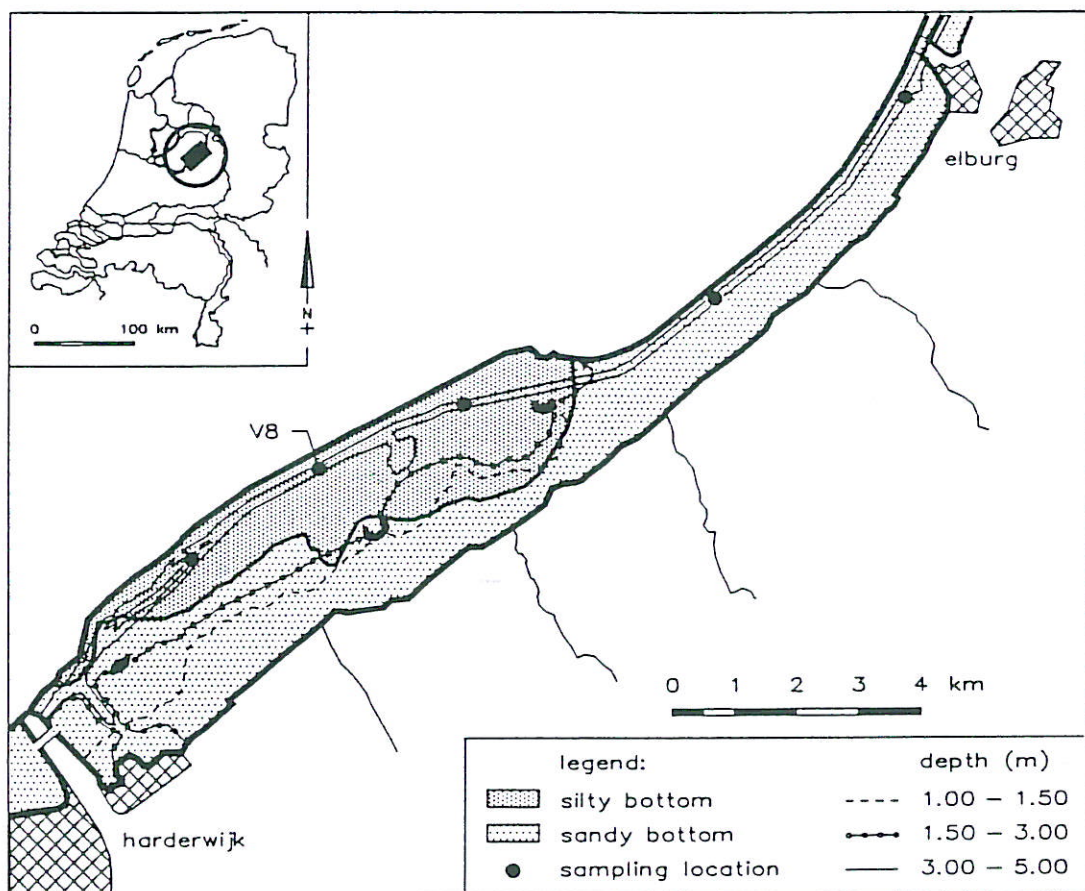 0 100 km
N
elburg
V8
0 1 2 3 4 km
harderwijk
legend: depth (m)
silty bottom 1.00 – 1.50
sandy bottom 1.50 – 3.00
sampling location 3.00 – 5.00